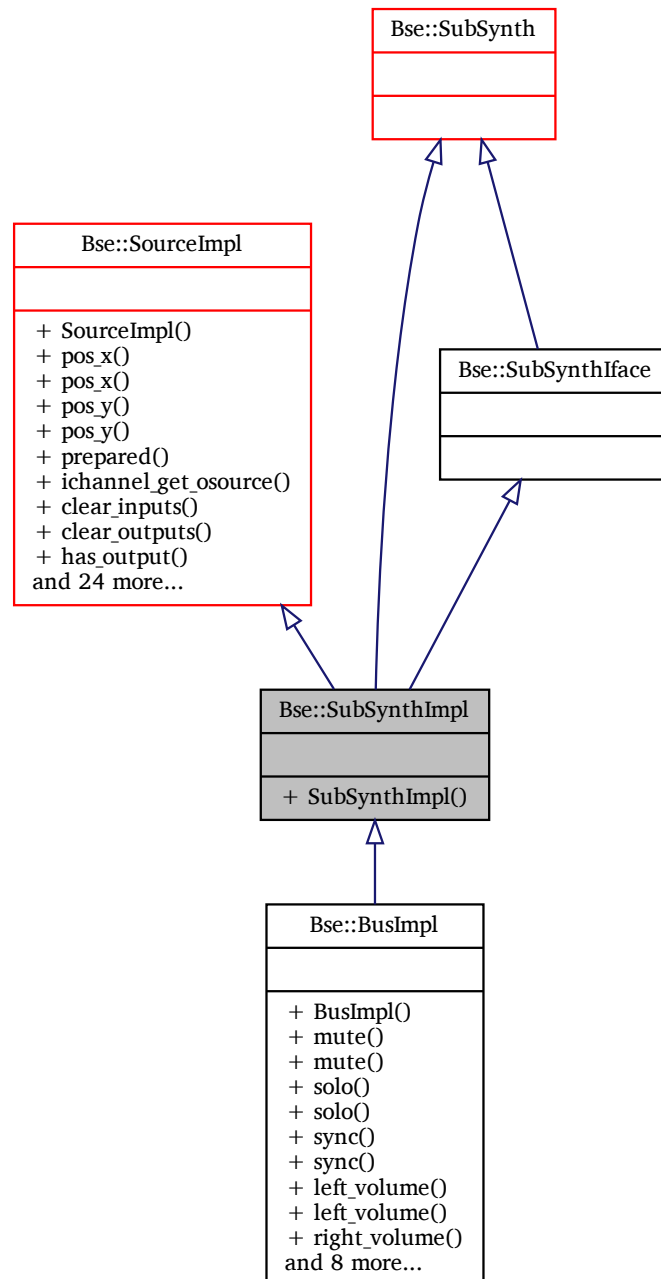 Bse::SubSynth
Bse::SourceImpl
+ SourceImpl()
+ pos_x()
+ pos_x()
+ pos_y()
+ pos_y()
+ prepared()
+ ichannel_get_osource()
+ clear_inputs()
+ clear_outputs()
+ has_output()
and 24 more...
Bse::SubSynthIface
Bse::SubSynthImpl
+ SubSynthImpl()
Bse::BusImpl
+ BusImpl()
+ mute()
+ mute()
+ solo()
+ solo()
+ sync()
+ sync()
+ left_volume()
+ left_volume()
+ right_volume()
and 8 more...